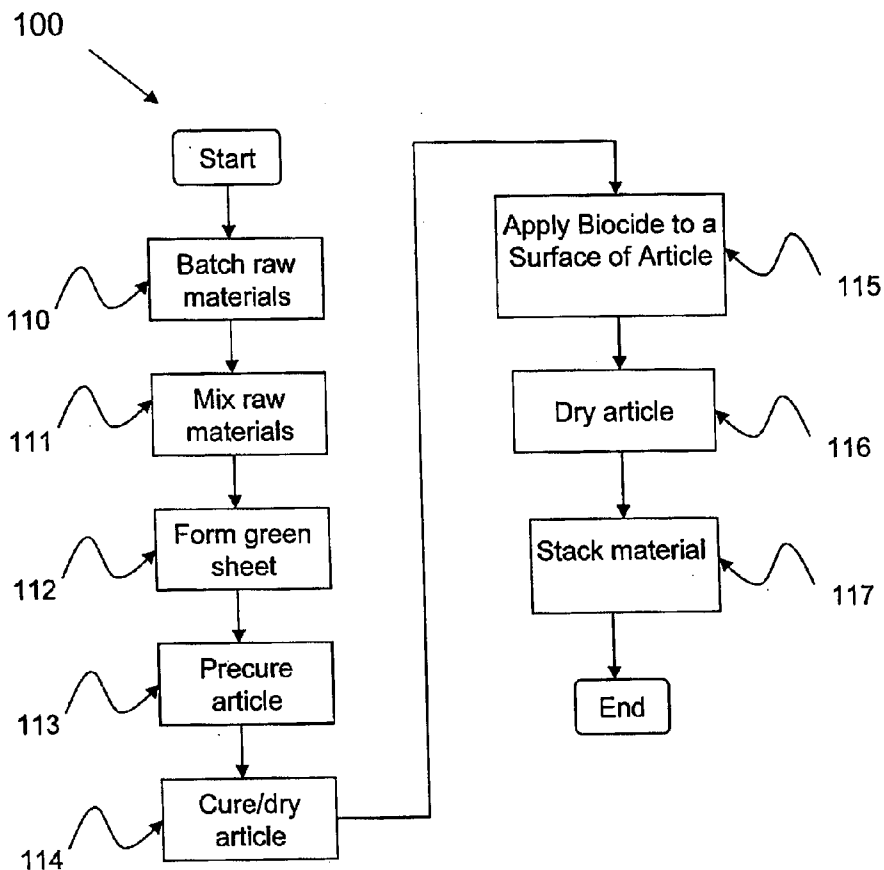 100
Start
Batch raw
materials
110
Mix raw
materials
111
Form green
sheet
112
Precure
article
113
Cure/dry
article
114
Apply Biocide to a
Surface of Article
115
Dry article
116
Stack material
117
End